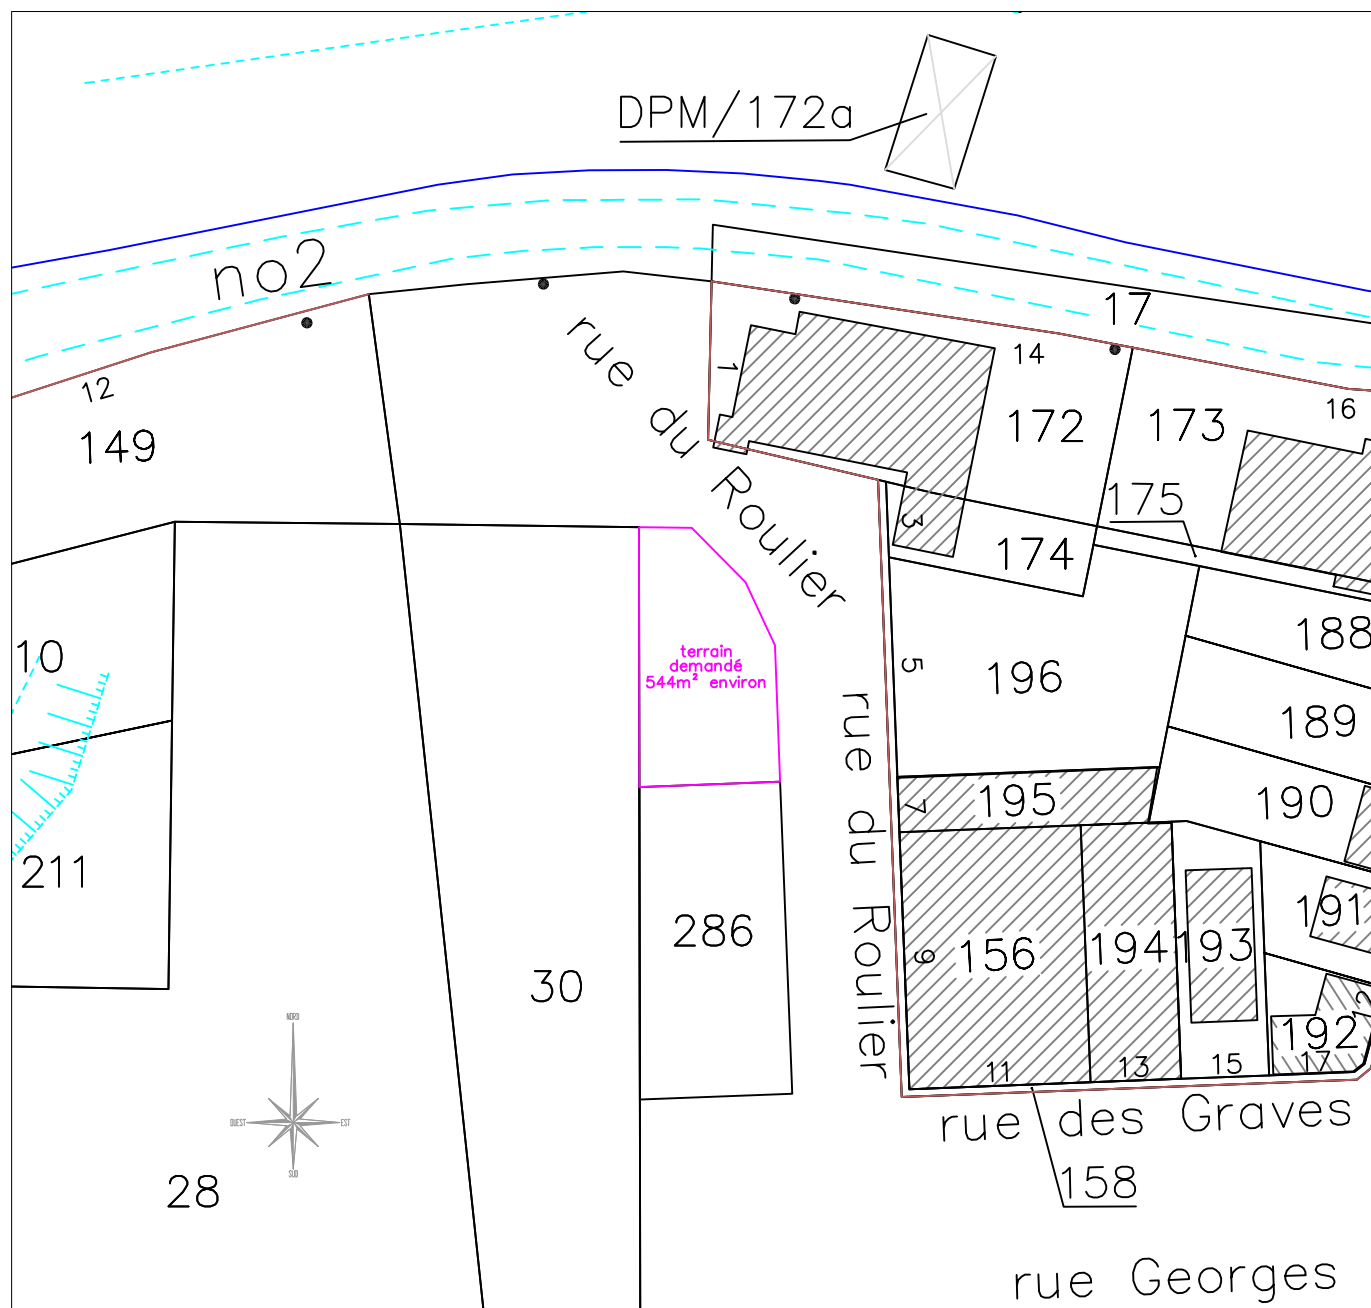 DPM/172a
no2
17
rue du Roulier
12
149
1
14
172
173
16
175
3
174
terrain
demandé
544m² environ
10
5
196
188
189
rue du Roulier
7
195
190
211
286
9
156
194
193
191
30
2
192
11
13
15
17
NORD
OUEST
EST
SUD
rue des Graves
158
28
rue Georges